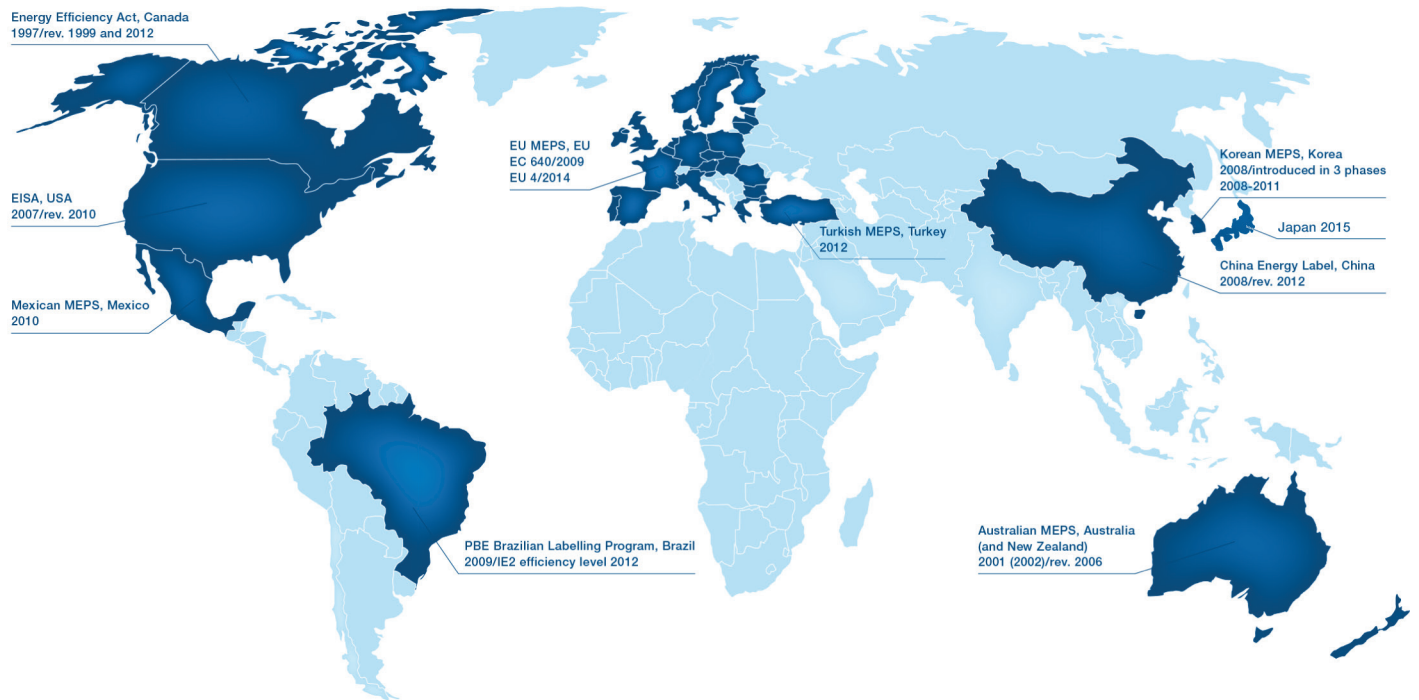 Energy Efficiency Act, Canada
1997/rev. 1999 and 2012
EISA, USA
2007/rev. 2010
Mexican MEPS, Mexico
2010
PBE Brazilian Labelling Program, Brazil
2009/IE2 efficiency level 2012
EU MEPS, EU
EC 640/2009
EU 4/2014
Turkish MEPS, Turkey
2012
Korean MEPS, Korea
2008/introduced in 3 phases
2008-2011
Japan 2015
China Energy Label, China
2008/rev. 2012
Australian MEPS, Australia
(and New Zealand)
2001 (2002)/rev. 2006